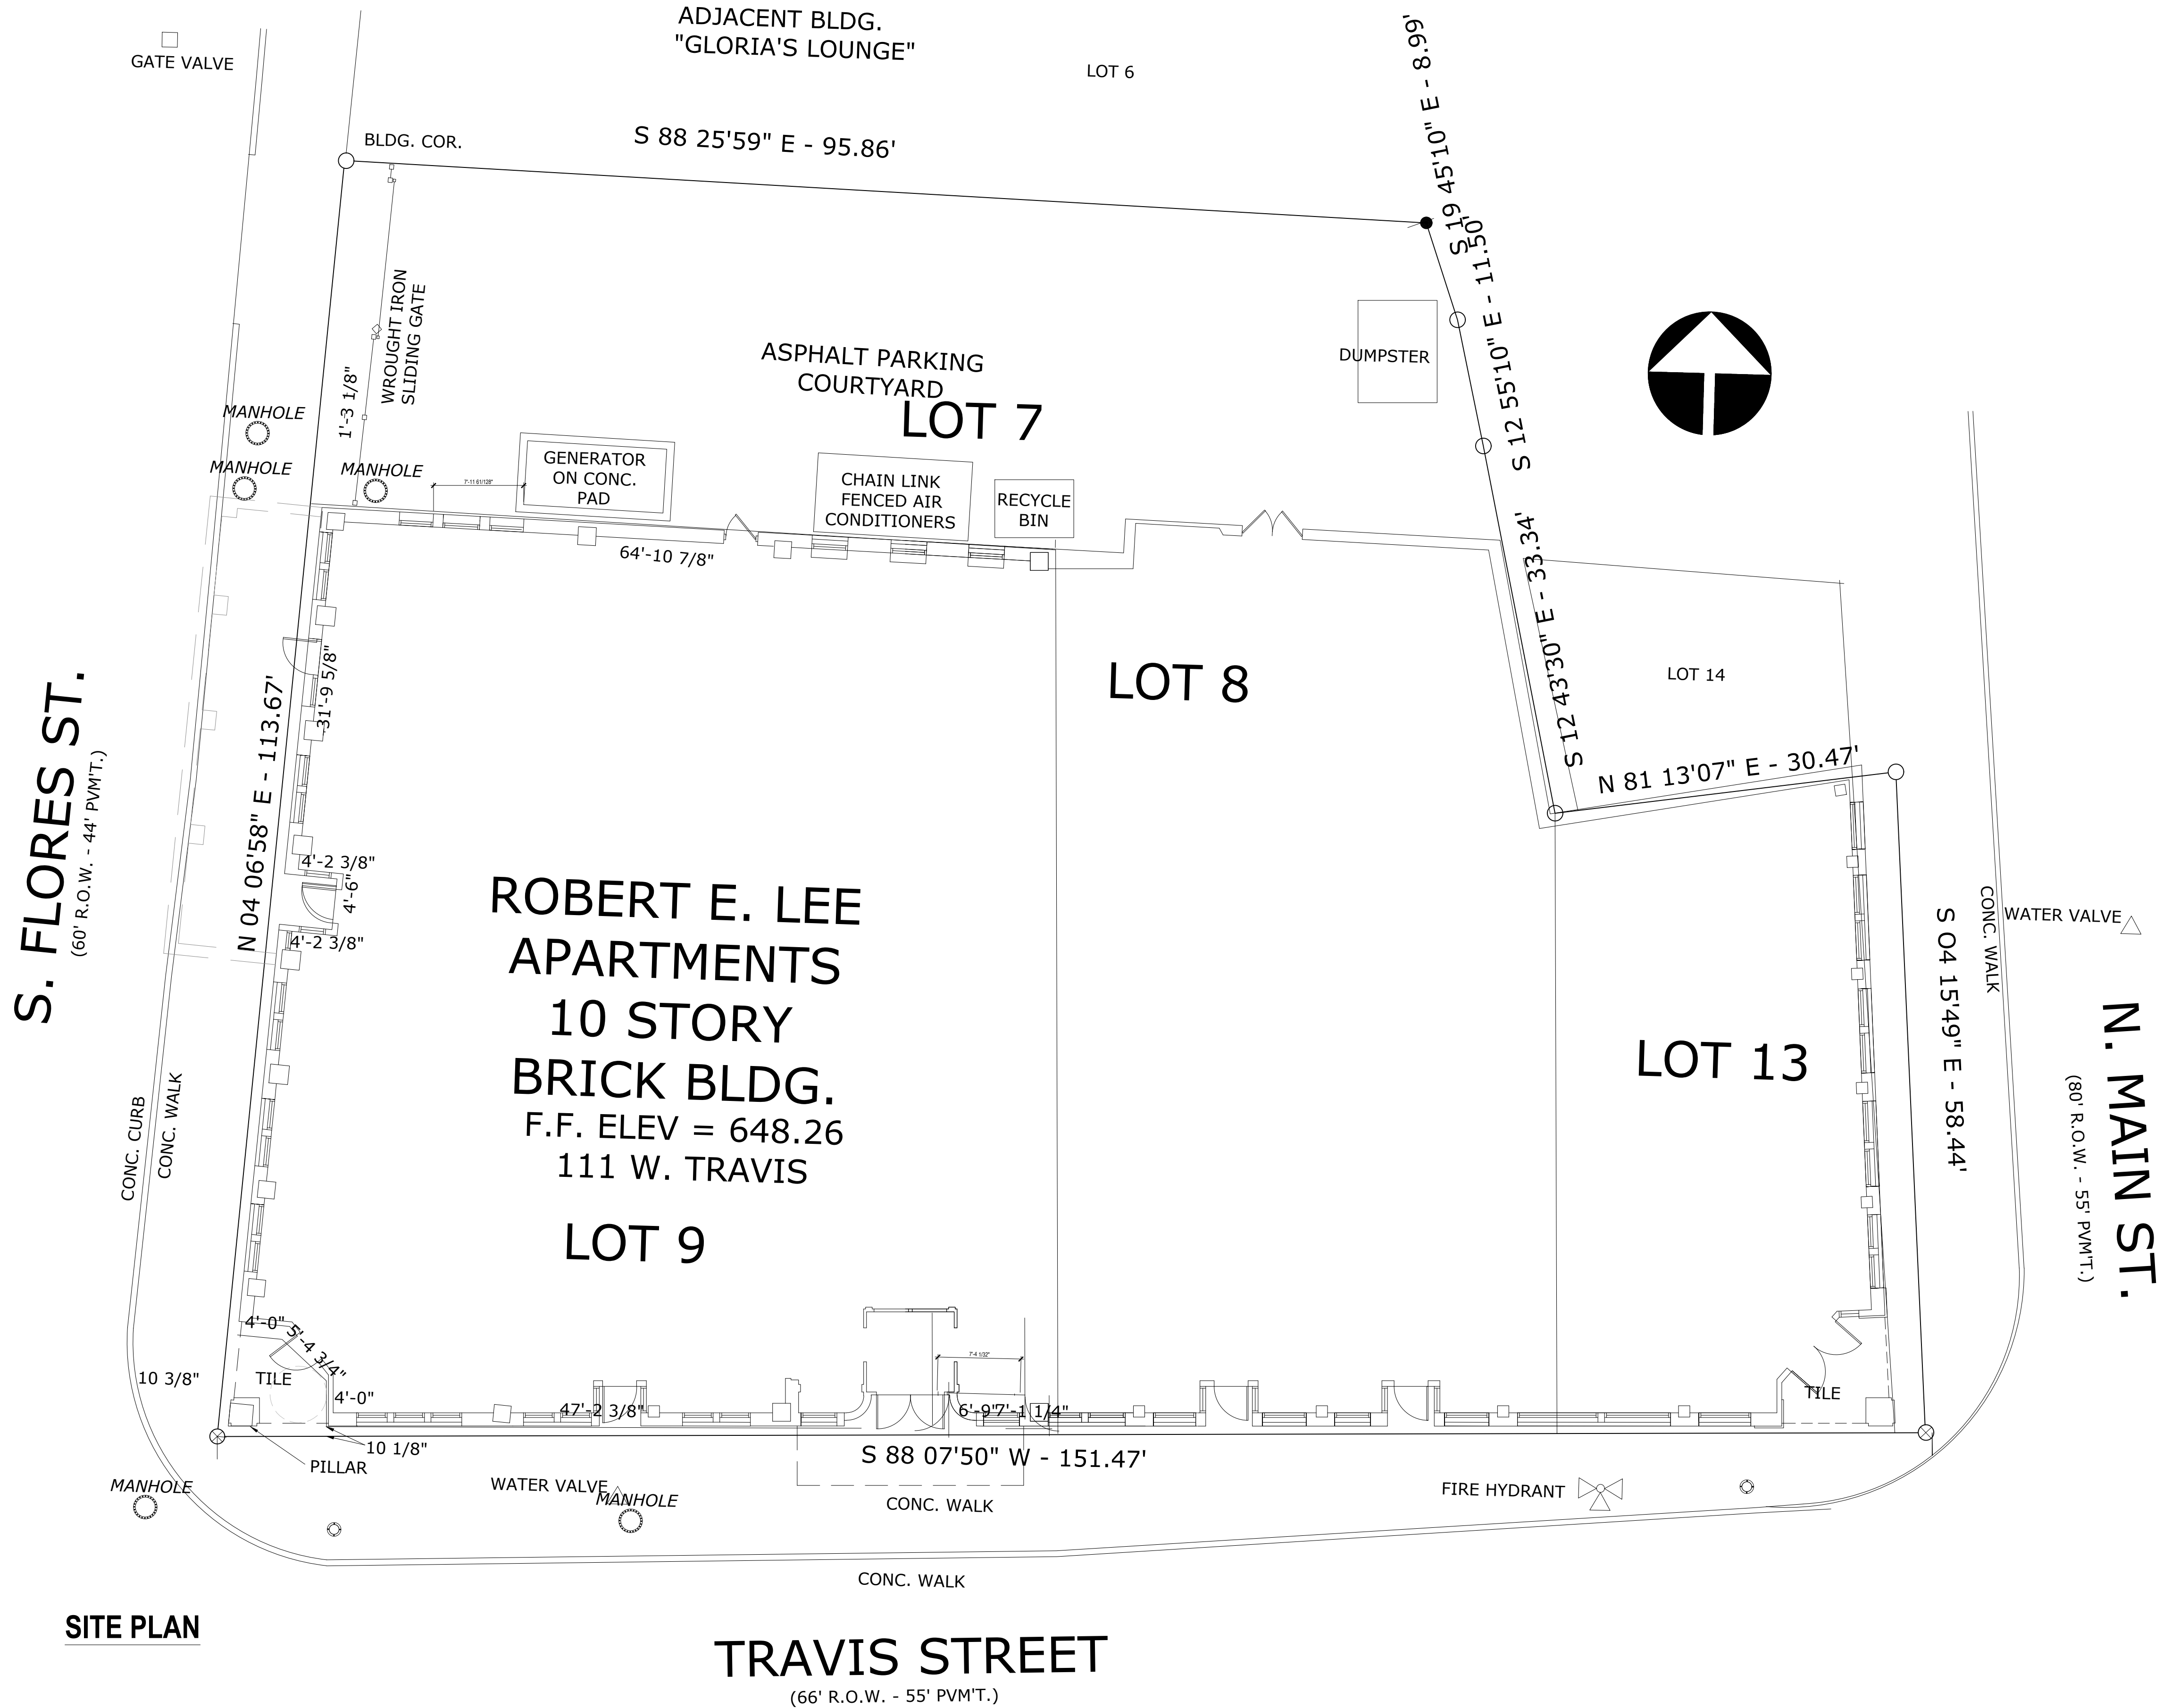 ADJACENT BLDG.
"GLORIA'S LOUNGE"
LOT 6
GATE VALVE
BLDG. COR.
S 88 25'59" E - 95.86'
S 19 45'10" E - 8.99'
S 12 55'10" E - 11.50'
WROUGHT IRON
SLIDING GATE
1'-3 1/8"
ASPHALT PARKING
COURTYARD
LOT 7
DUMPSTER
MANHOLE
MANHOLE
MANHOLE
7'-11 61/128"
GENERATOR
ON CONC.
PAD
CHAIN LINK
FENCED AIR
CONDITIONERS
RECYCLE
BIN
64'-10 7/8"
S 12 43'30" E - 33.34'
LOT 8
LOT 14
31'-9 5/8"
N 04 06'58" E - 113.67'
S. FLORES ST.
(60' R.O.W. - 44' PVM'T.)
N 81 13'07" E - 30.47'
4'-2 3/8"
4'-6"
4'-2 3/8"
ROBERT E. LEE
APARTMENTS
10 STORY
BRICK BLDG.
F.F. ELEV = 648.26
111 W. TRAVIS
LOT 9
LOT 13
S O4 15'49" E - 58.44'
CONC. WALK
WATER VALVE
N. MAIN ST.
(80' R.O.W. - 55' PVM'T.)
CONC. CURB
CONC. WALK
4'-0"
5'-4 3/4"
10 3/8"
TILE
4'-0"
47'-2 3/8"
7'-4 1/32"
6'-9"
7'-1 1/4"
TILE
10 1/8"
PILLAR
S 88 07'50" W - 151.47'
MANHOLE
WATER VALVE
MANHOLE
CONC. WALK
FIRE HYDRANT
CONC. WALK
SITE PLAN
TRAVIS STREET
(66' R.O.W. - 55' PVM'T.)